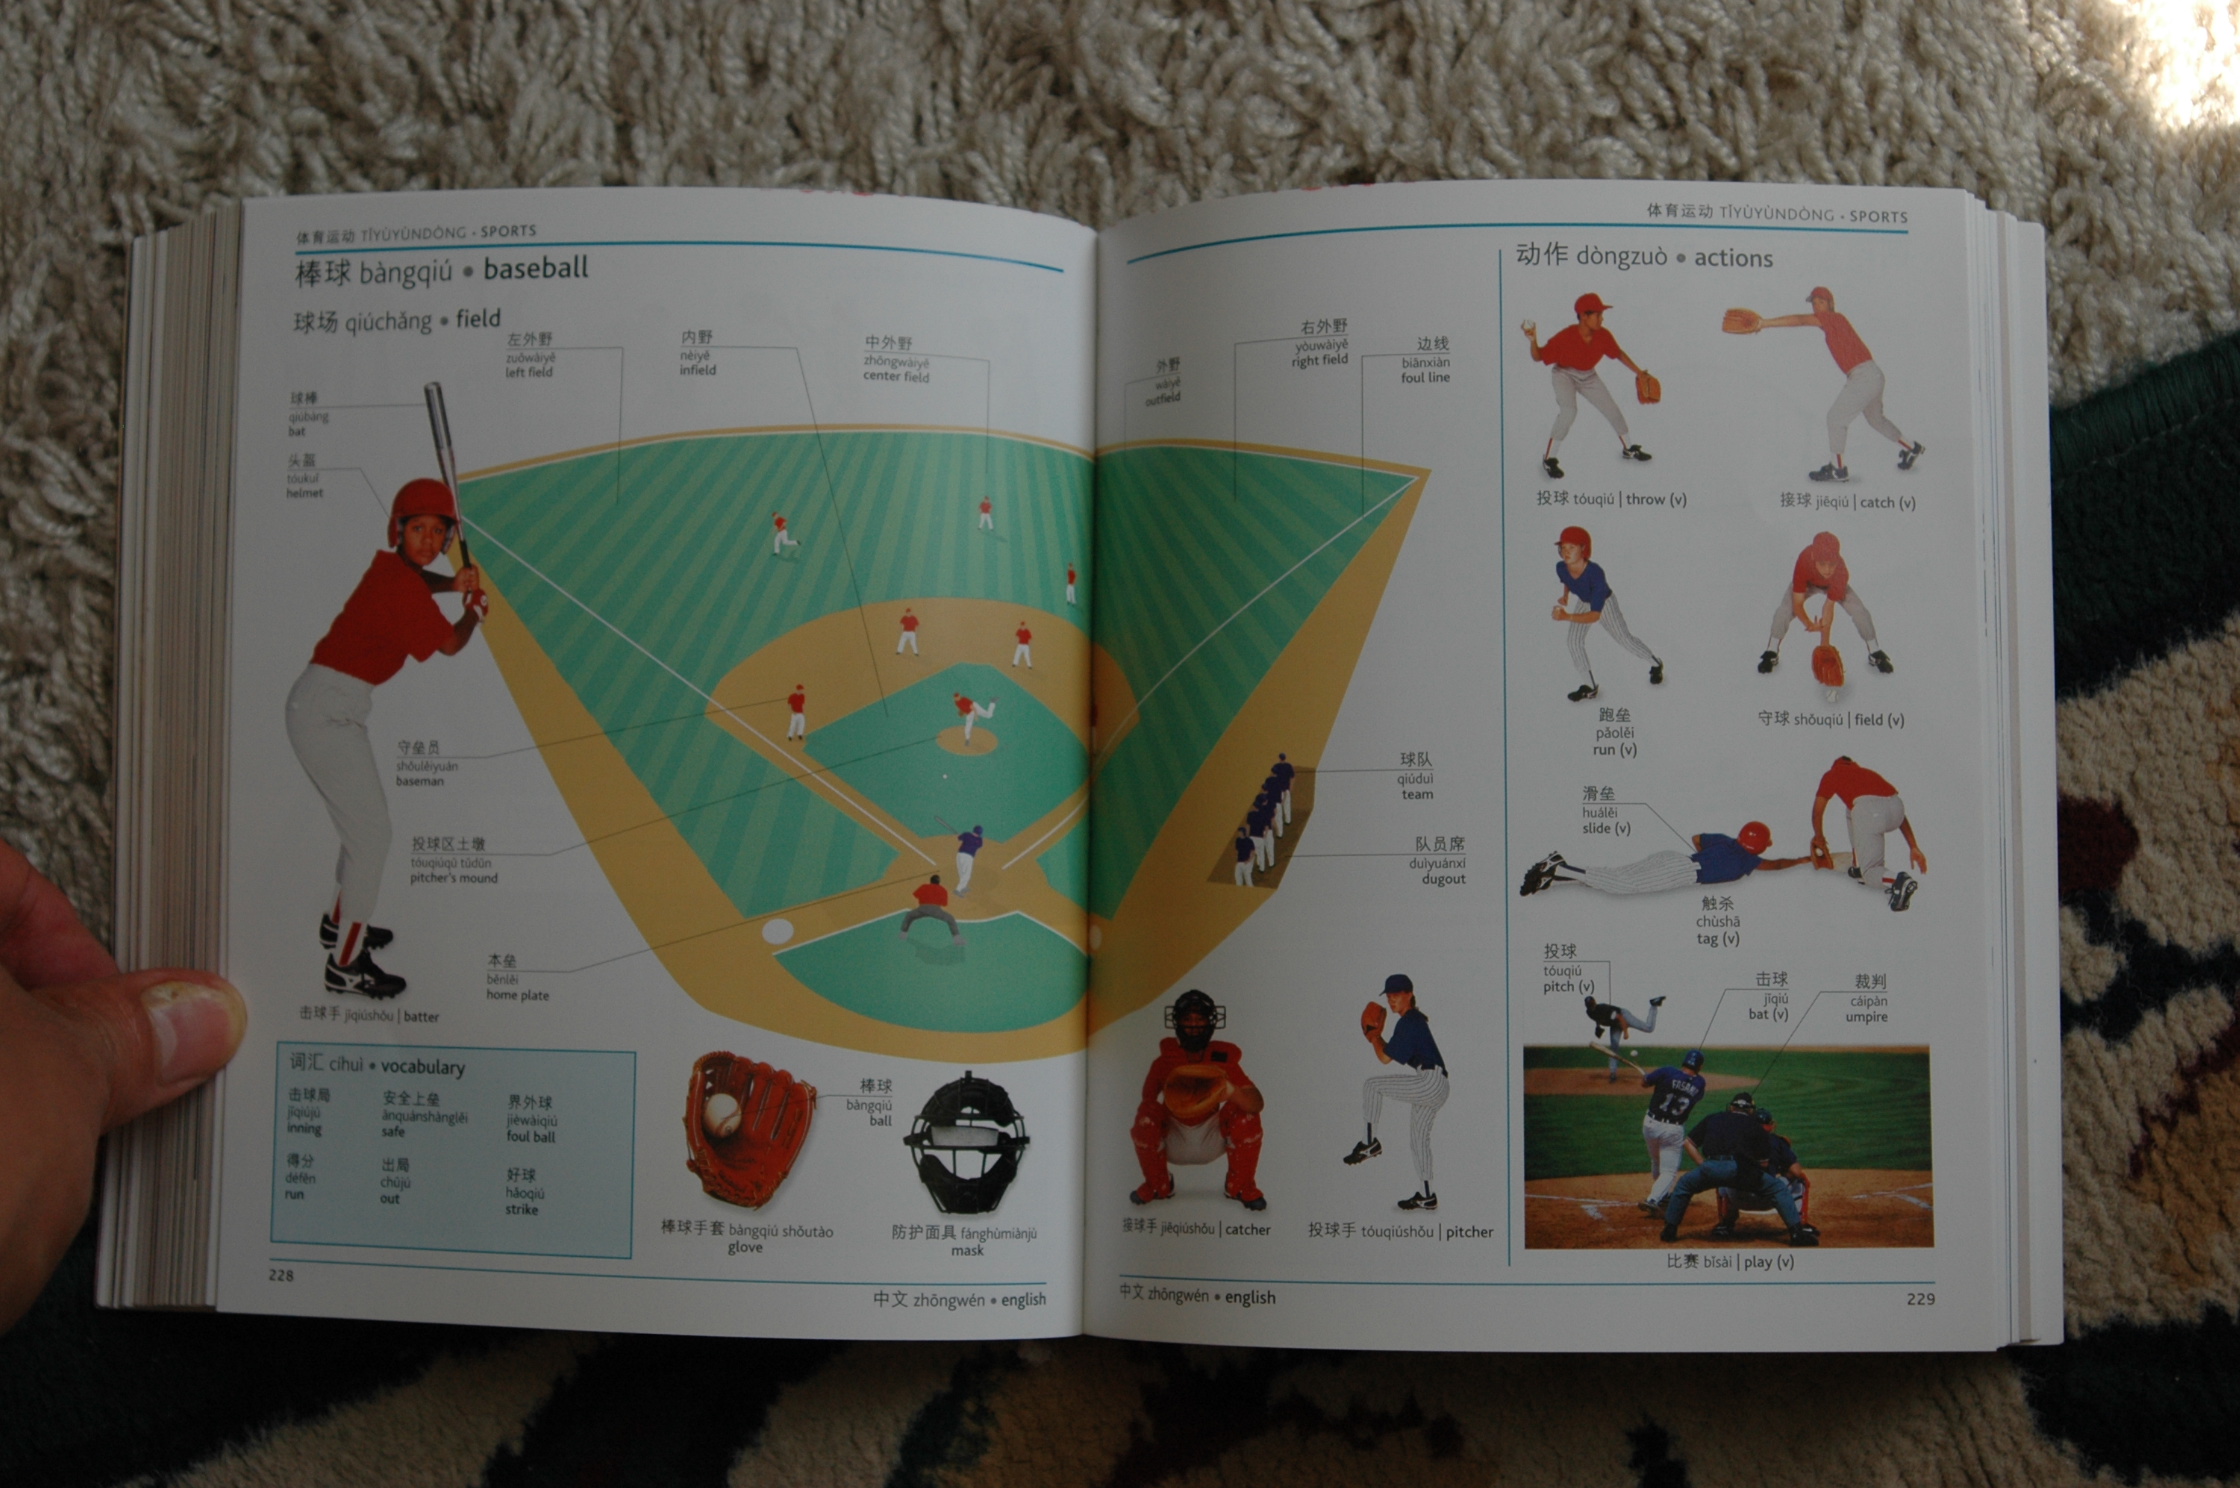 体育运动 TǏYÙYÙNDÒNG • SPORTS
棒球 bàngqiú • baseball
球场 qiúchǎng • field
左外野
zuǒwàiyě
left field
内野
nèiyě
infield
中外野
zhōngwàiyě
center field
球棒
qiúbàng
bat
头盔
tóukuī
helmet
守垒员
shǒulěiyuán
baseman
投球区土墩
tóuqiúqū tǔdūn
pitcher's mound
本垒
běnlěi
home plate
击球手 jīqiúshǒu | batter
词汇 cíhuì • vocabulary
击球局
jīqiújú
inning
安全上垒
ānquánshànglěi
safe
界外球
jièwàiqiú
foul ball
得分
défēn
run
出局
chūjú
out
好球
hǎoqiú
strike
棒球
bàngqiú
ball
棒球手套 bàngqiú shǒutào
glove
防护面具 fánghùmiànjù
mask
228
中文 zhōngwén • english
体育运动 TǏYÙYÙNDÒNG • SPORTS
外野
wàiyě
outfield
右外野
yòuwàiyě
right field
边线
biānxiàn
foul line
球队
qiúduì
team
队员席
duìyuánxí
dugout
接球手 jiēqiúshǒu | catcher
投球手 tóuqiúshǒu | pitcher
动作 dòngzuò • actions
投球 tóuqiú | throw (v)
接球 jiēqiú | catch (v)
跑垒
pǎolěi
run (v)
守球 shǒuqiú | field (v)
滑垒
huálěi
slide (v)
触杀
chùshā
tag (v)
投球
tóuqiú
pitch (v)
击球
jīqiú
bat (v)
裁判
cáipàn
umpire
13
比赛 bǐsài | play (v)
中文 zhōngwén • english
229